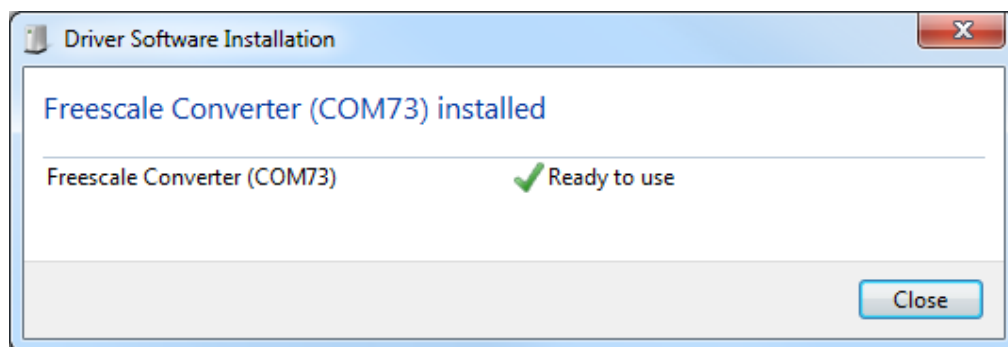 Driver Software Installation
Freescale Converter (COM73) installed
Freescale Converter (COM73) Ready to use
Close